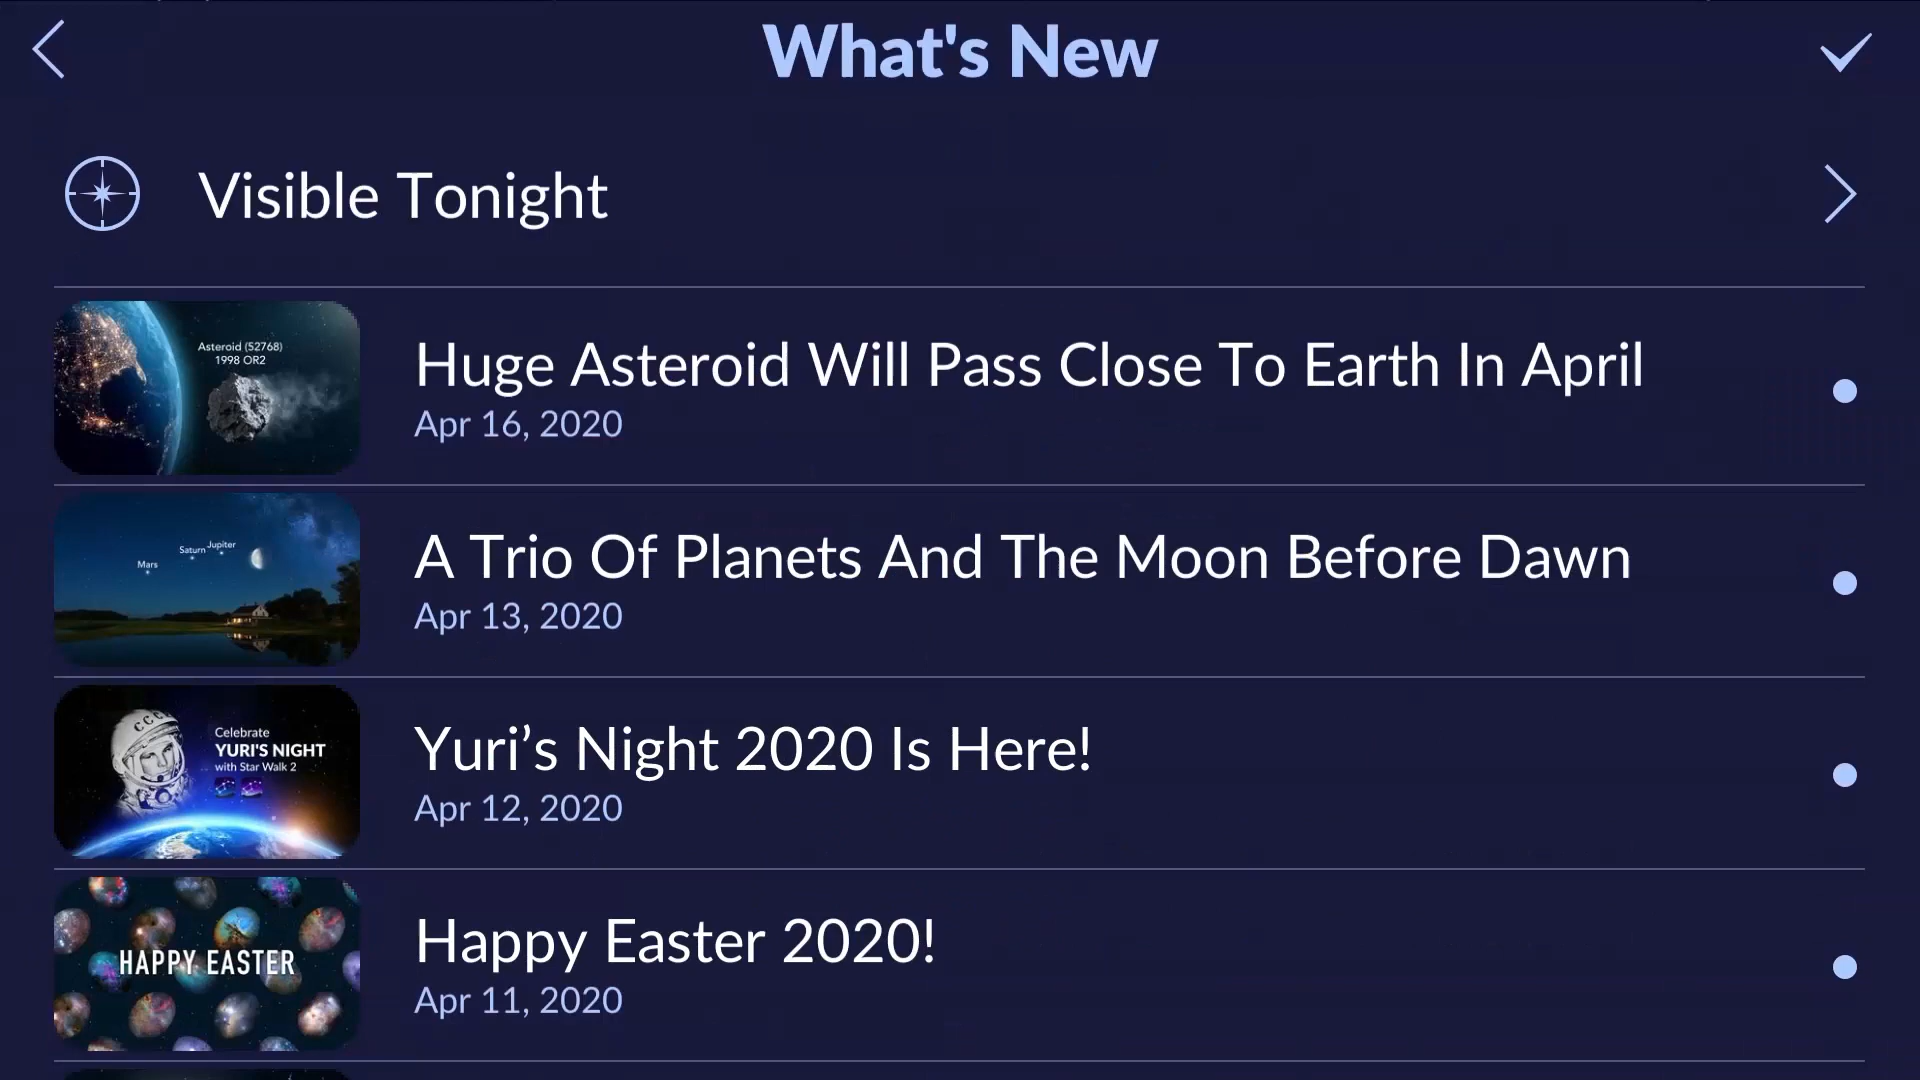 What's New
Visible Tonight
Asteroid (52768)
1998 OR2
Huge Asteroid Will Pass Close To Earth In April
Apr 16, 2020
Mars
Saturn
Jupiter
A Trio Of Planets And The Moon Before Dawn
Apr 13, 2020
CCCP
Celebrate
YURI'S NIGHT
with Star Walk 2
Yuri’s Night 2020 Is Here!
Apr 12, 2020
HAPPY EASTER
Happy Easter 2020!
Apr 11, 2020